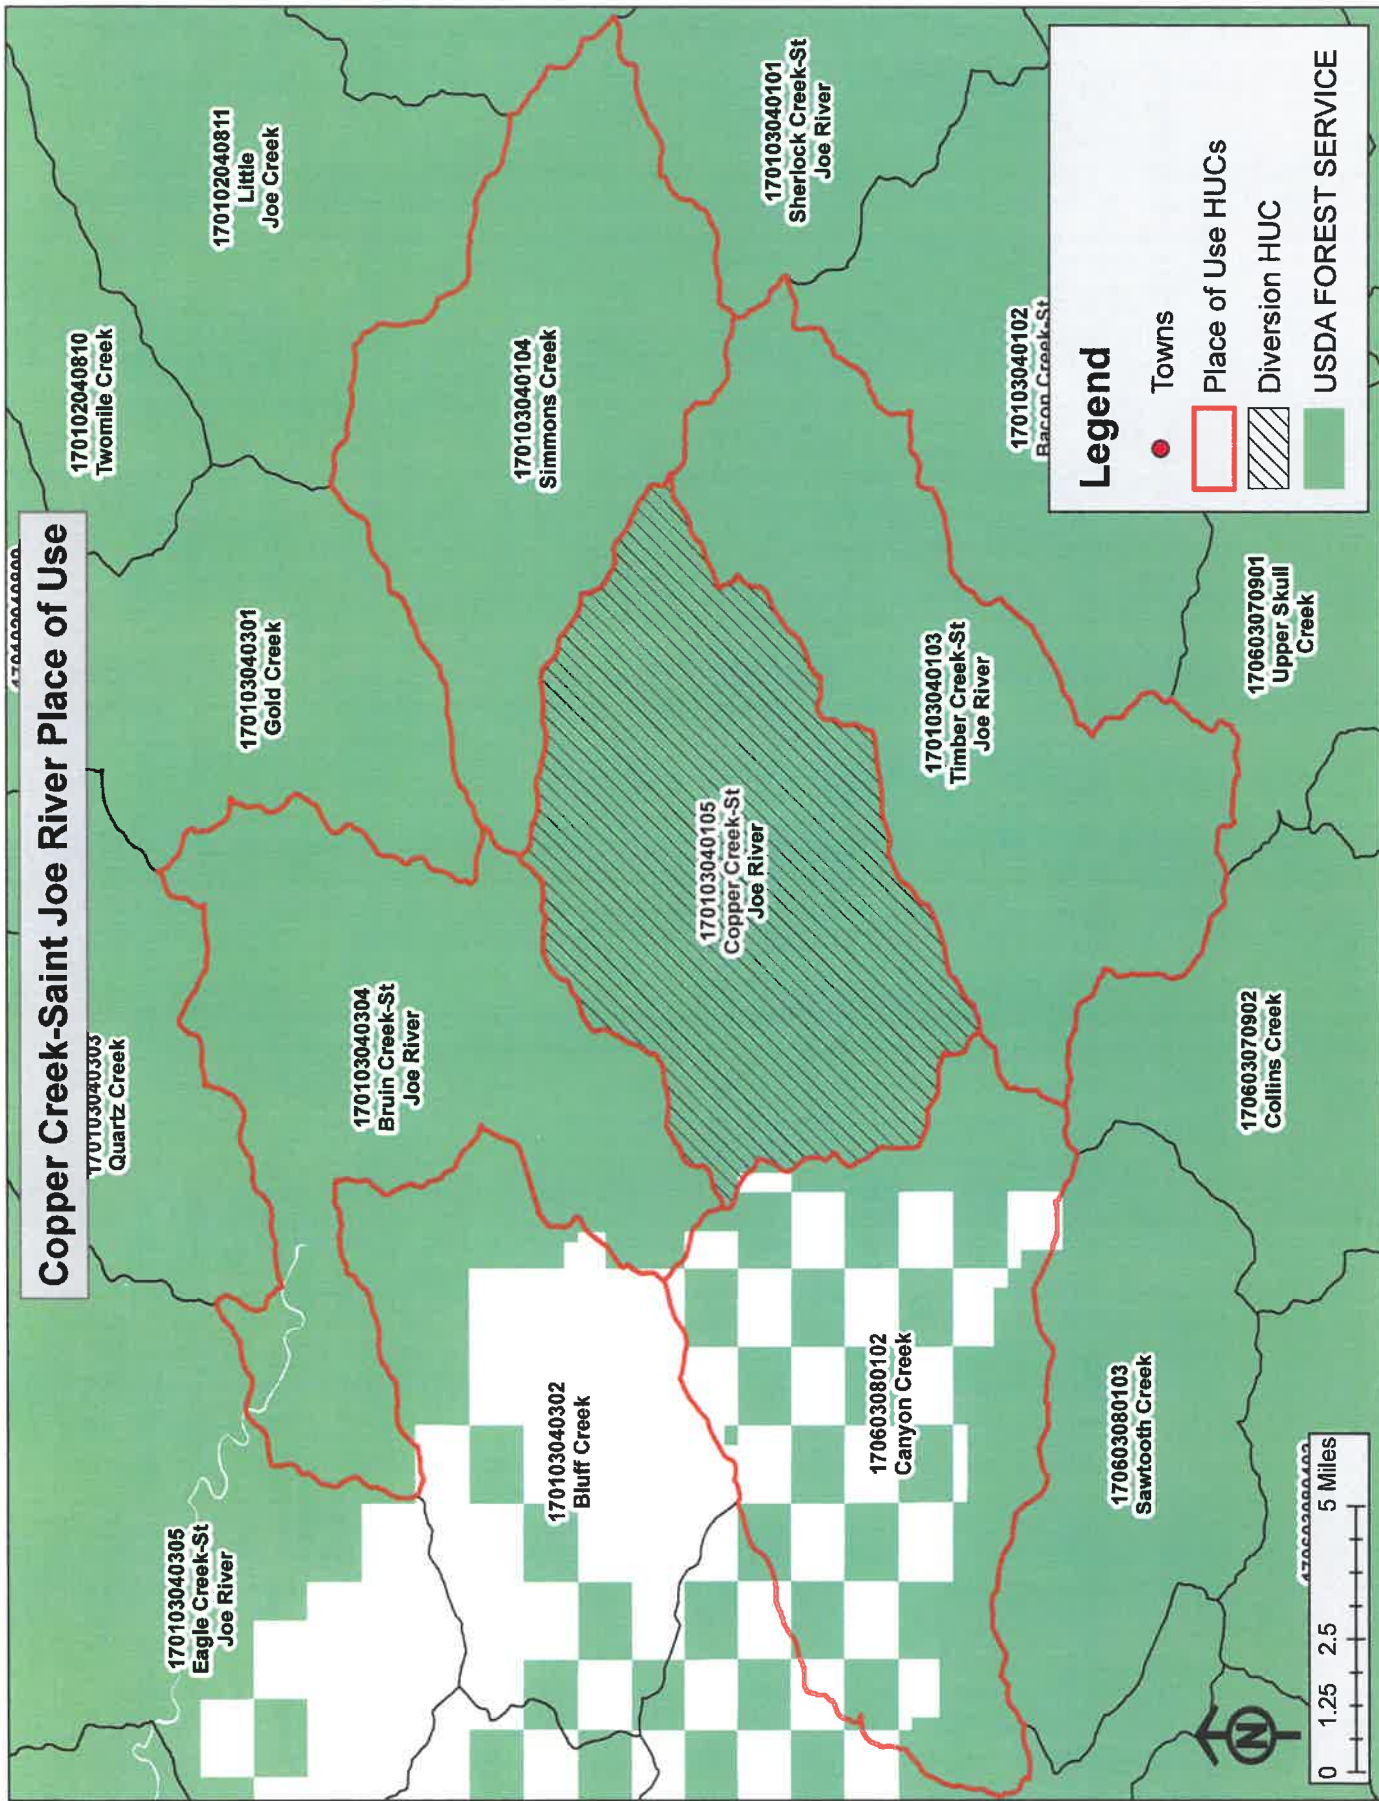 Copper Creek-Saint Joe River Place of Use
170102040810
Twomile Creek
170102040811
Little
Joe Creek
170103040303
Quartz Creek
170103040301
Gold Creek
170103040305
Eagle Creek-St
Joe River
170103040304
Bruin Creek-St
Joe River
170103040104
Simmons Creek
170103040101
Sherlock Creek-St
Joe River
170103040302
Bluff Creek
170103040105
Copper Creek-St
Joe River
170603080102
Canyon Creek
170103040103
Timber Creek-St
Joe River
170103040102
Bacon Creek-St
170603080103
Sawtooth Creek
170603070902
Collins Creek
170603070901
Upper Skull
Creek
Legend
Towns
Place of Use HUCs
Diversion HUC
USDA FOREST SERVICE
N
0 1.25 2.5 5 Miles